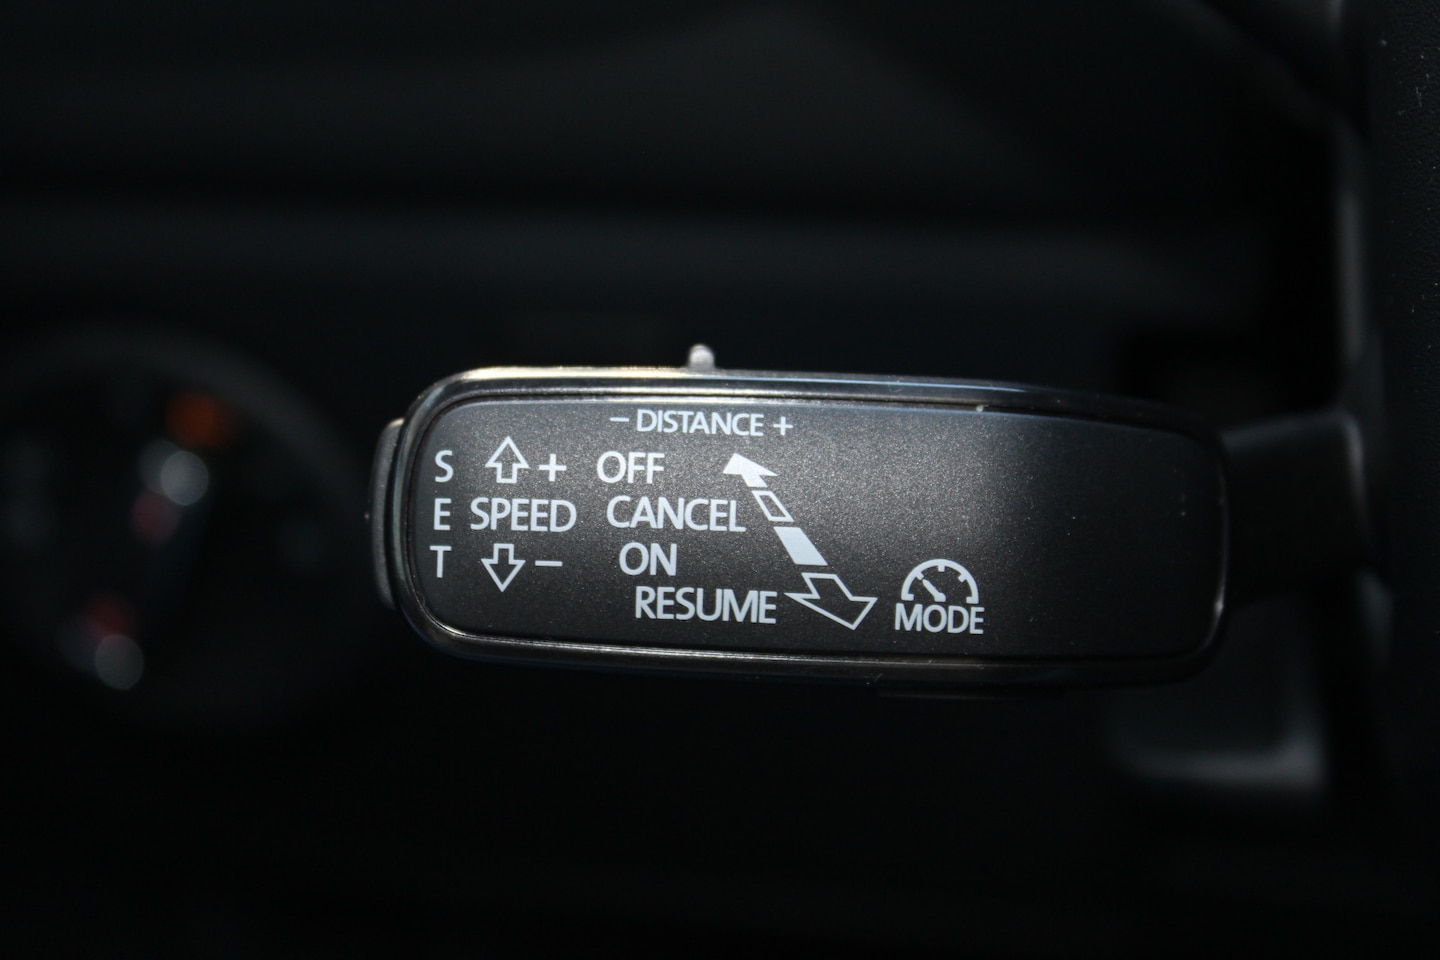 − DISTANCE +
S + OFF
E SPEED CANCEL
T − ON
RESUME
MODE